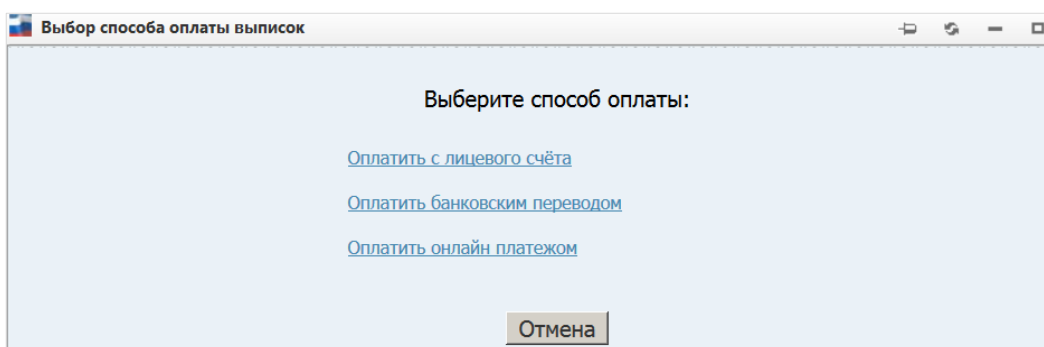 Выбор способа оплаты выписок
Выберите способ оплаты:
Оплатить с лицевого счёта
Оплатить банковским переводом
Оплатить онлайн платежом
Отмена